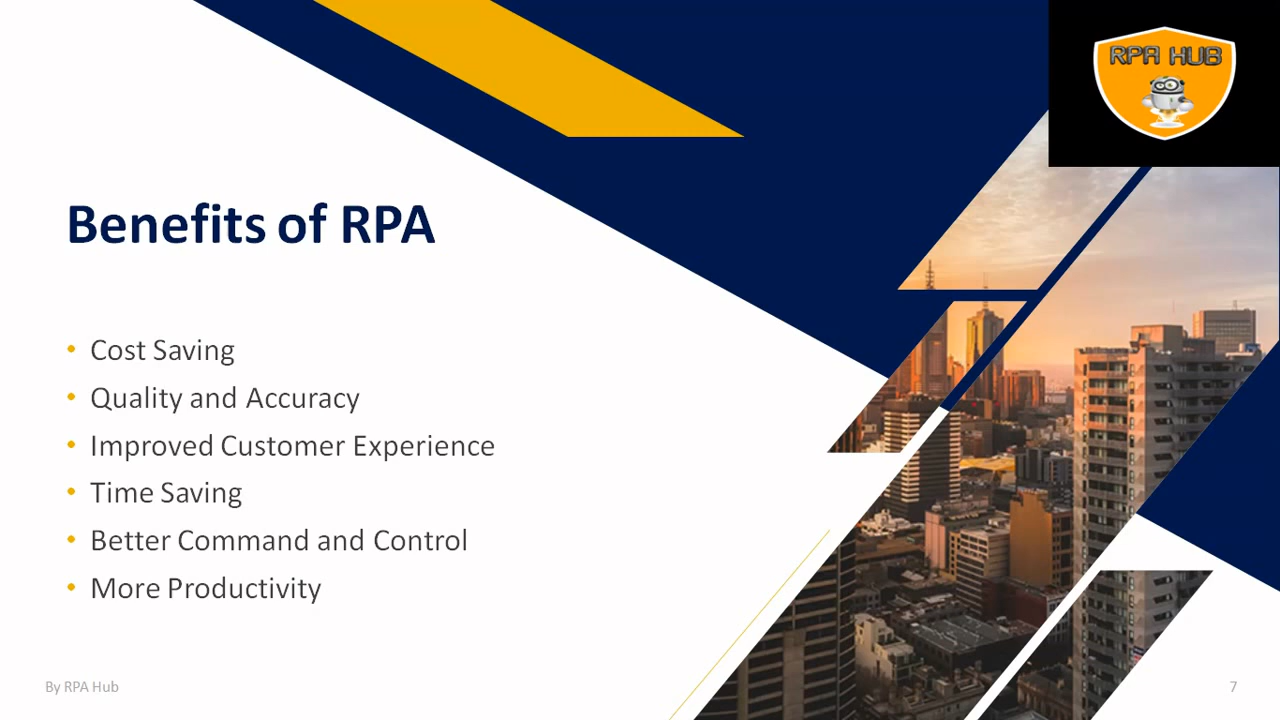 RPA HUB
Benefits of RPA
• Cost Saving
• Quality and Accuracy
• Improved Customer Experience
• Time Saving
• Better Command and Control
• More Productivity
By RPA Hub
7